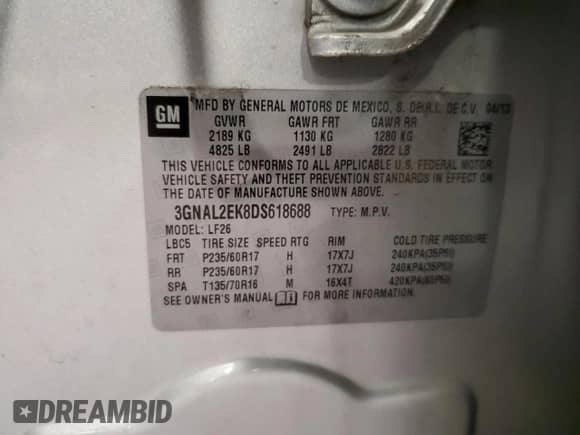 GM
MFD BY GENERAL MOTORS DE MEXICO, S. DE R.L. DE C.V. 04/13
GVWR GAWR FRT GAWR RR
2189 KG 1130 KG 1280 KG
4825 LB 2491 LB 2822 LB
THIS VEHICLE CONFORMS TO ALL APPLICABLE U.S. FEDERAL MOTOR
VEHICLE SAFETY AND THEFT PREVENTION STANDARDS IN EFFECT ON
THE DATE OF MANUFACTURE SHOWN ABOVE.
3GNAL2EK8DS618688 TYPE: M.P.V.
MODEL: LF26
LBC5 TIRE SIZE SPEED RTG RIM COLD TIRE PRESSURE
FRT P235/60R17 H 17X7J 240KPA(35PSI)
RR P235/60R17 H 17X7J 240KPA(35PSI)
SPA T135/70R16 M 16X4T 420KPA(60PSI)
SEE OWNER'S MANUAL FOR MORE INFORMATION.
DREAMBID